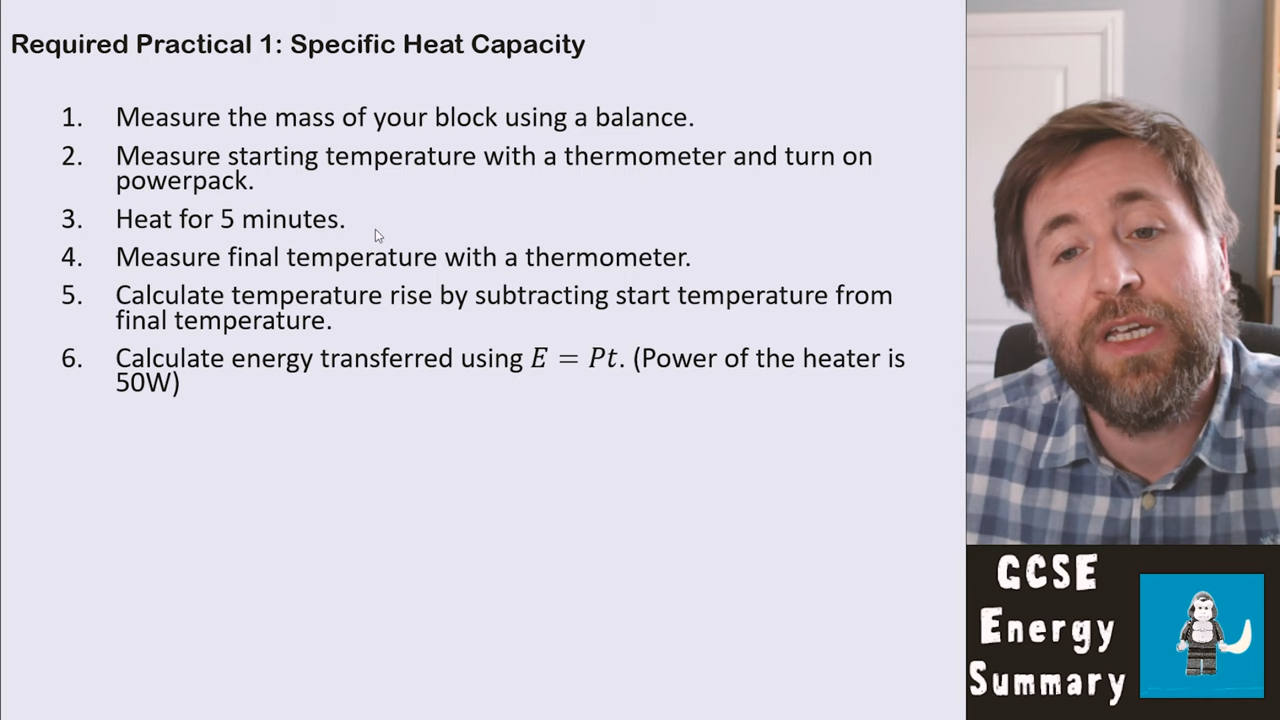 Required Practical 1: Specific Heat Capacity
1. Measure the mass of your block using a balance.
2. Measure starting temperature with a thermometer and turn on
powerpack.
3. Heat for 5 minutes.
4. Measure final temperature with a thermometer.
5. Calculate temperature rise by subtracting start temperature from
final temperature.
6. Calculate energy transferred using E = Pt. (Power of the heater is
50W)
GCSE
Energy
Summary